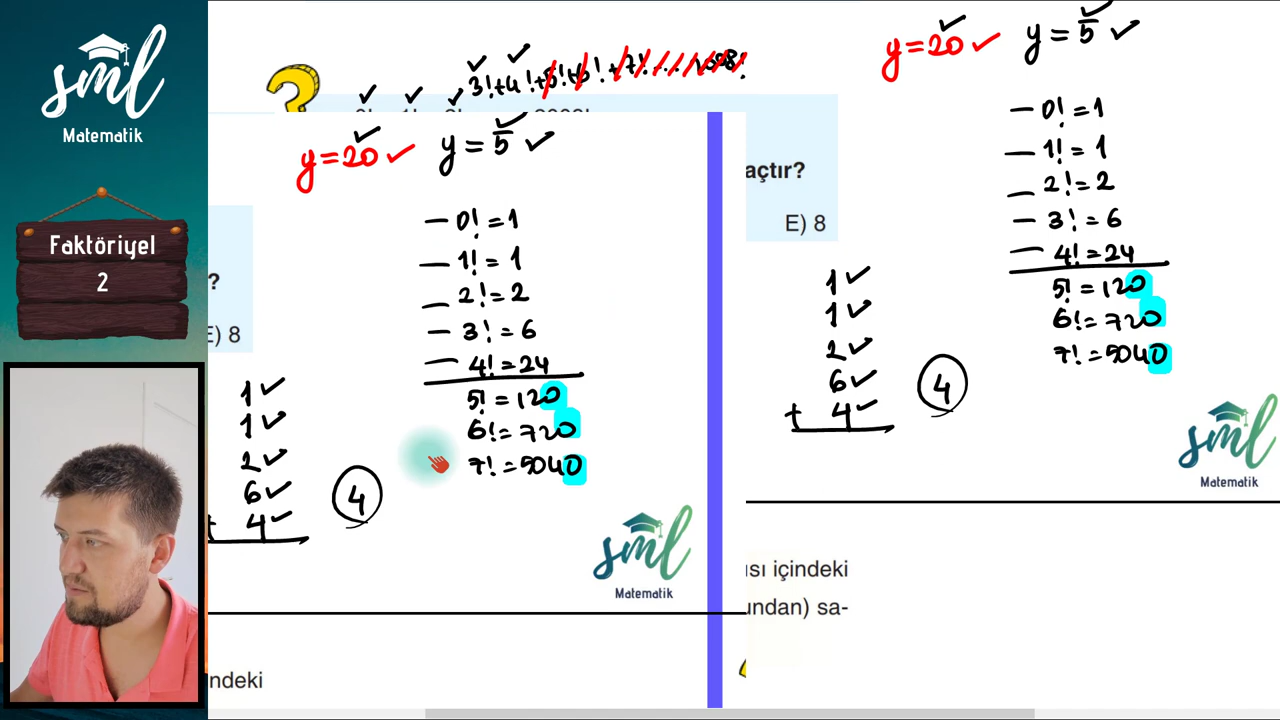 sml
Matematik
Faktöriyel
2
3!+4!+5!+6!+7!
y=20 y=5
0!=1
1!=1
2!=2
3!=6
4!=24
5!=120
6!=720
7!=5040
?
E) 8
1
1
2
6
+ 4
4
sml
Matematik
ndeki
y=20 y=5
0!=1
1!=1
2!=2
3!=6
4!=24
5!=120
6!=720
7!=5040
açtır?
E) 8
1
1
2
6
+ 4
4
sml
Matematik
sı içindeki
undan) sa-